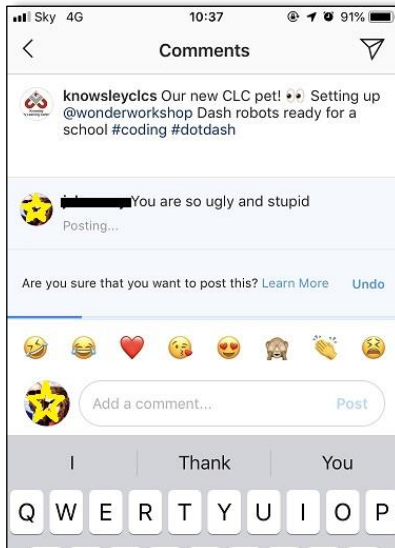 Sky 4G 10:37 91%
Comments
knowsleyclcs Our new CLC pet! 👀 Setting up
@wonderworkshop Dash robots ready for a
school #coding #dotdash
You are so ugly and stupid
Posting...
Are you sure that you want to post this? Learn More Undo
Add a comment... Post
I Thank You
Q W E R T Y U I O P